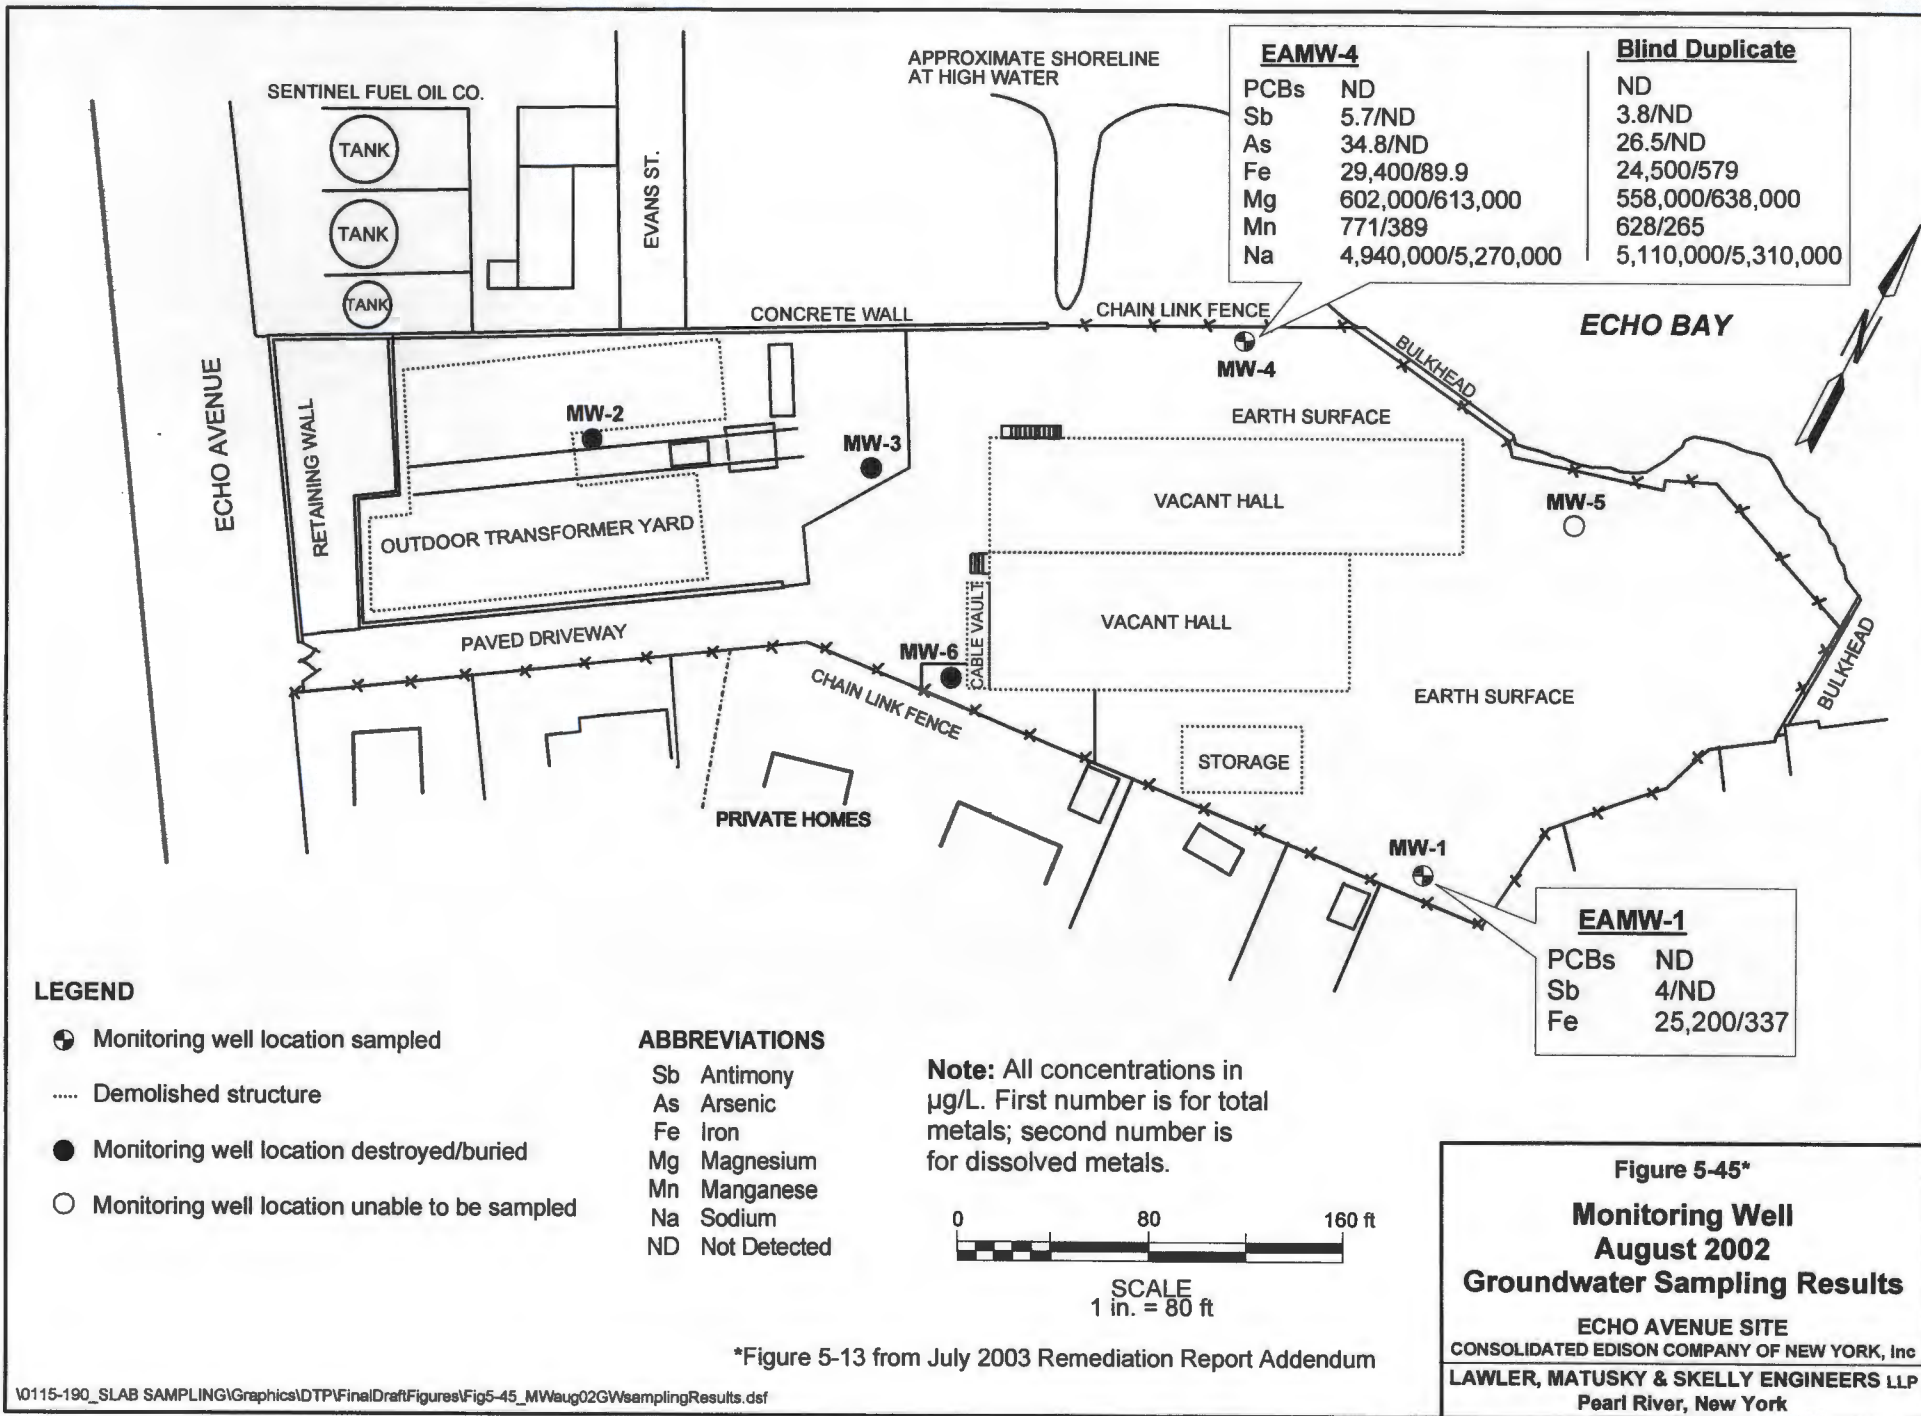 APPROXIMATE SHORELINE
AT HIGH WATER
SENTINEL FUEL OIL CO.
TANK
TANK
TANK
EVANS ST.
EAMW-4 Blind Duplicate
PCBs ND ND
Sb 5.7/ND 3.8/ND
As 34.8/ND 26.5/ND
Fe 29,400/89.9 24,500/579
Mg 602,000/613,000 558,000/638,000
Mn 771/389 628/265
Na 4,940,000/5,270,000 5,110,000/5,310,000
CONCRETE WALL
CHAIN LINK FENCE
ECHO BAY
N
MW-4
BULKHEAD
EARTH SURFACE
ECHO AVENUE
RETAINING WALL
MW-2
MW-3
OUTDOOR TRANSFORMER YARD
VACANT HALL
MW-5
CABLE VAULT
VACANT HALL
PAVED DRIVEWAY
MW-6
CHAIN LINK FENCE
EARTH SURFACE
BULKHEAD
STORAGE
PRIVATE HOMES
MW-1
EAMW-1
PCBs ND
Sb 4/ND
Fe 25,200/337
LEGEND
Monitoring well location sampled
Demolished structure
Monitoring well location destroyed/buried
Monitoring well location unable to be sampled
ABBREVIATIONS
Sb Antimony
As Arsenic
Fe Iron
Mg Magnesium
Mn Manganese
Na Sodium
ND Not Detected
Note: All concentrations in
µg/L. First number is for total
metals; second number is
for dissolved metals.
0 80 160 ft
SCALE
1 in. = 80 ft
*Figure 5-13 from July 2003 Remediation Report Addendum
Figure 5-45*
Monitoring Well
August 2002
Groundwater Sampling Results
ECHO AVENUE SITE
CONSOLIDATED EDISON COMPANY OF NEW YORK, Inc
LAWLER, MATUSKY & SKELLY ENGINEERS LLP
Pearl River, New York
\0115-190_SLAB SAMPLING\Graphics\DTP\FinalDraftFigures\Fig5-45_MWaug02GWsamplingResults.dsf